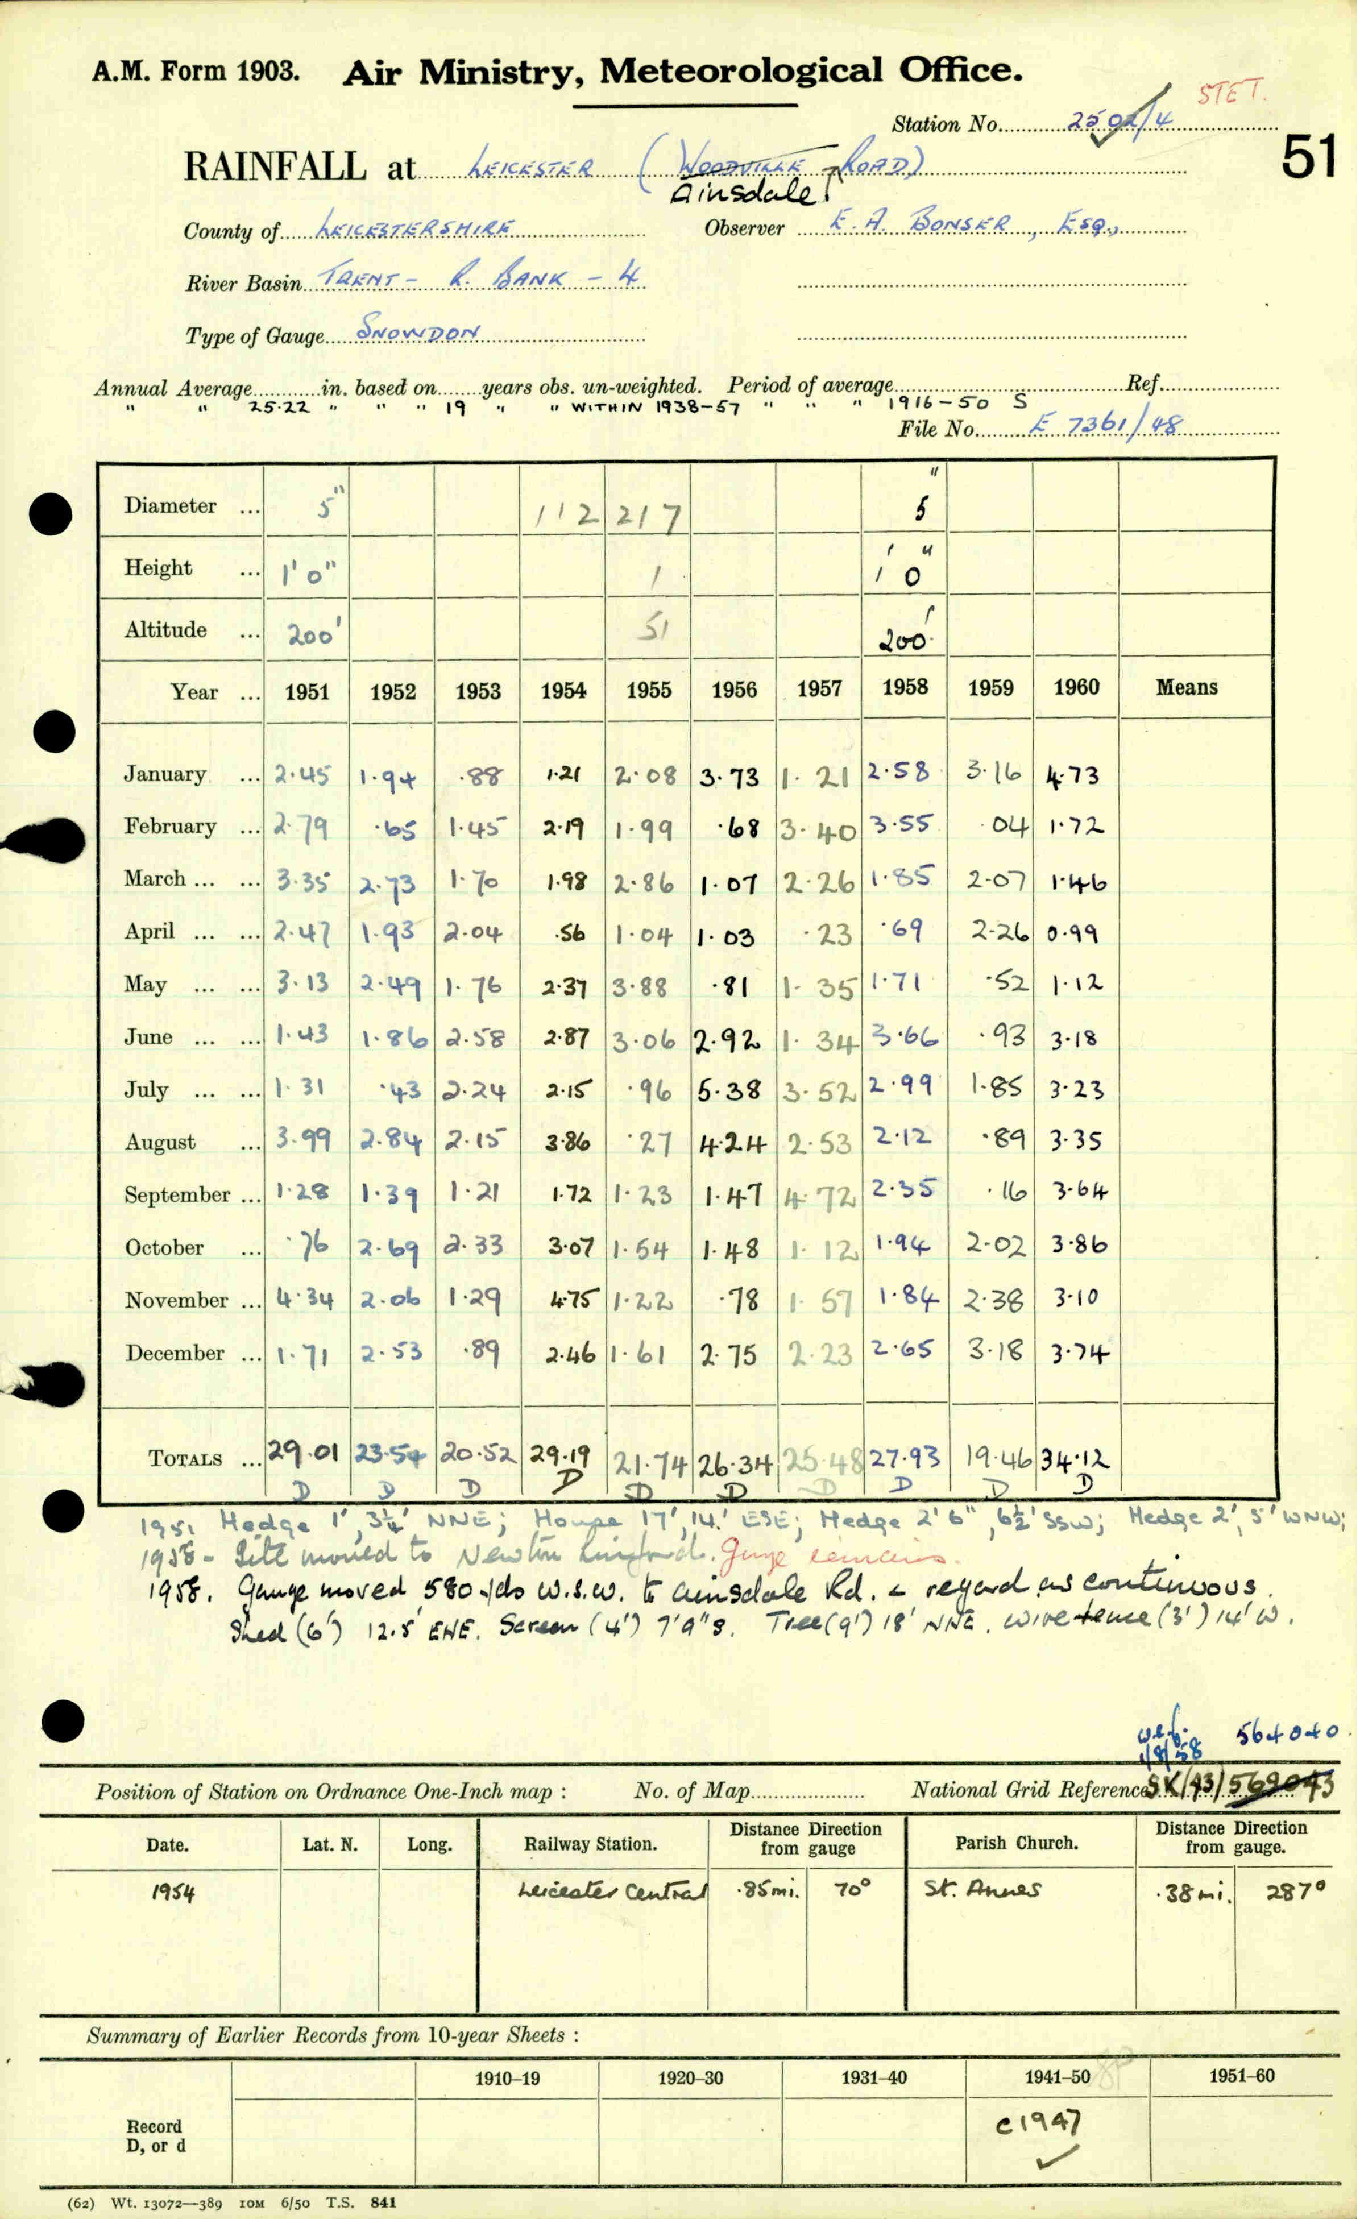 A.M. Form 1903. Air Ministry, Meteorological Office.
STET.
Station No. 2502/4
51
RAINFALL at LEICESTER (WOODVILLE ROAD)
Ainsdale
County of LEICESTERSHIRE Observer E. A. BONSER, Esq.,
River Basin TRENT - R. BANK - 4
Type of Gauge SNOWDON
Annual Average in. based on years obs. un-weighted. Period of average Ref.
" " 25.22 " " " 19 " " WITHIN 1938-57 " " " 1916-50 S
File No. E 7361/48
Diameter ... 5" 112 217 5"
Height ... 1' 0" 1 1' 0"
Altitude ... 200' 51 200'
Year ... 1951 1952 1953 1954 1955 1956 1957 1958 1959 1960 Means
January ... 2.45 1.94 .88 1.21 2.08 3.73 1.21 2.58 3.16 4.73
February ... 2.79 .65 1.45 2.19 1.99 .68 3.40 3.55 .04 1.72
March ... ... 3.35 2.73 1.70 1.98 2.86 1.07 2.26 1.85 2.07 1.46
April ... ... 2.47 1.93 2.04 .56 1.04 1.03 .23 .69 2.26 0.99
May ... ... 3.13 2.49 1.76 2.37 3.88 .81 1.35 1.71 .52 1.12
June ... ... 1.43 1.86 2.58 2.87 3.06 2.92 1.34 3.66 .93 3.18
July ... ... 1.31 .43 2.24 2.15 .96 5.38 3.52 2.99 1.85 3.23
August ... 3.99 2.84 2.15 3.86 .27 4.24 2.53 2.12 .89 3.35
September ... 1.28 1.39 1.21 1.72 1.23 1.47 4.72 2.35 .16 3.64
October ... .76 2.69 2.33 3.07 1.54 1.48 1.12 1.94 2.02 3.86
November ... 4.34 2.06 1.29 4.75 1.22 .78 1.57 1.84 2.38 3.10
December ... 1.71 2.53 .89 2.46 1.61 2.75 2.23 2.65 3.18 3.74
TOTALS ... 29.01 23.54 20.52 29.19 21.74 26.34 25.48 27.93 19.46 34.12
D D D D D D D D D D
1951 Hedge 1', 3¼' NNE; House 17', 14' ESE; Hedge 2'6", 6½' SSW; Hedge 2', 5' WNW;
1958 - Site moved to Newton Linford. Gauge remains.
1958. Gauge moved 580 yds W.S.W. to Ainsdale Rd. & regard as continuous.
Shed (6') 12.5' ENE. Screen (4') 7'9" S. Tree (9') 18' NNE. wire fence (3') 14' W.
w.e.f. 1/8/58 564040
Position of Station on Ordnance One-Inch map : No. of Map National Grid Reference SK/(43)/569043
Date. Lat. N. Long. Railway Station. Distance Direction from gauge Parish Church. Distance Direction from gauge.
1954 Leicester Central .85mi. 70° St. Annes .38mi. 287°
Summary of Earlier Records from 10-year Sheets :
1910–19 1920–30 1931–40 1941–50 1951–60
Record D, or d c1947
(62) Wt. 13072—389 10M 6/50 T.S. 841